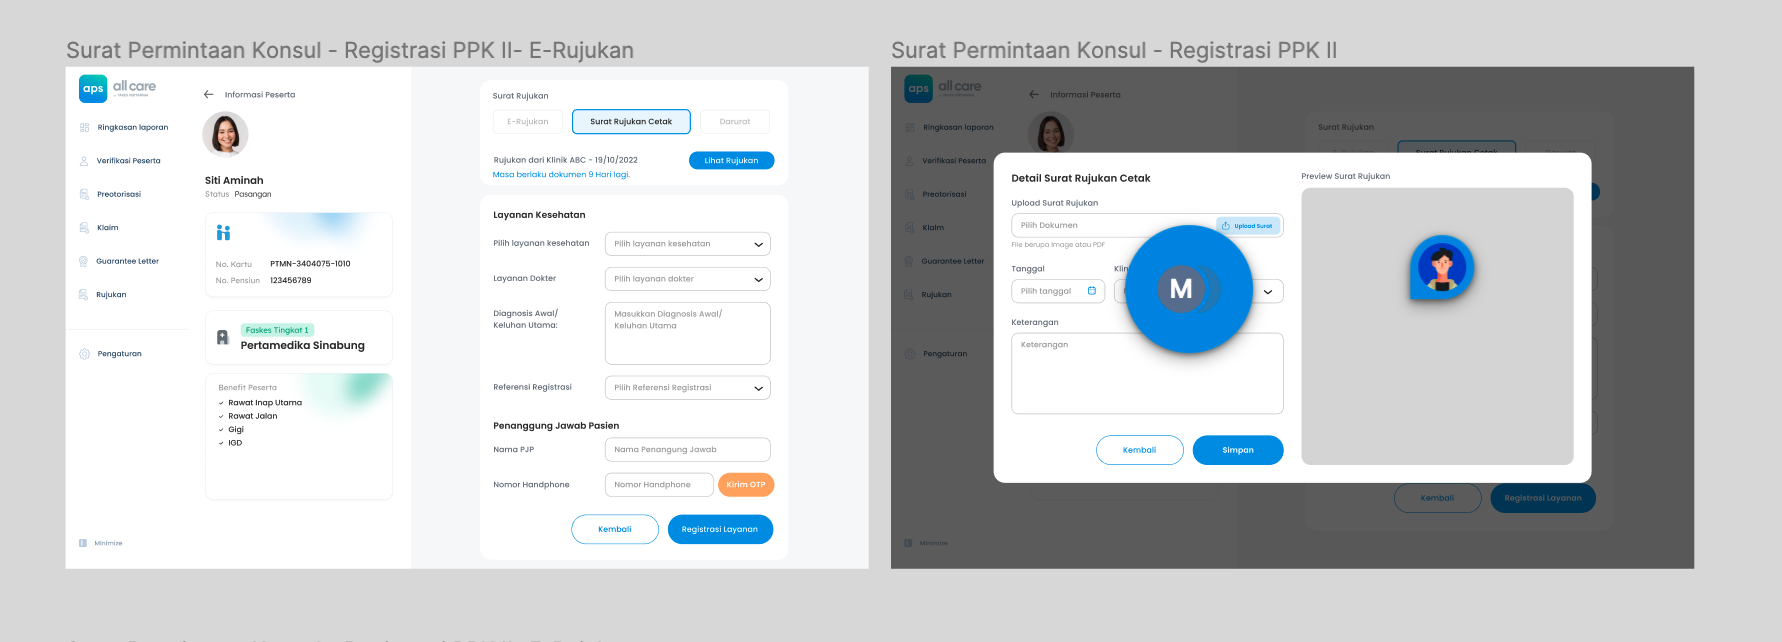 Surat Permintaan Konsul - Registrasi PPK II- E-Rujukan
aps
all care
Informasi Peserta
Ringkasan laporan
Verifikasi Peserta
Preotorisasi
Klaim
Guarantee Letter
Rujukan
Pengaturan
Minimize
Siti Aminah
Status Pasangan
No. Kartu PTMN-3404075-1010
No. Pensiun 123456789
Faskes Tingkat 1
Pertamedika Sinabung
Benefit Peserta
Rawat Inap Utama
Rawat Jalan
Gigi
IGD
Surat Rujukan
E-Rujukan Surat Rujukan Cetak Darurat
Rujukan dari Klinik ABC - 19/10/2022 Lihat Rujukan
Masa berlaku dokumen 9 Hari lagi.
Layanan Kesehatan
Pilih layanan kesehatan Pilih layanan kesehatan
Layanan Dokter Pilih layanan dokter
Diagnosis Awal/ Masukkan Diagnosis Awal/
Keluhan Utama: Keluhan Utama
Referensi Registrasi Pilih Referensi Registrasi
Penanggung Jawab Pasien
Nama PJP Nama Penangung Jawab
Nomor Handphone Nomor Handphone Kirim OTP
Kembali Registrasi Layanan
Surat Permintaan Konsul - Registrasi PPK II
aps
all care
Informasi Peserta
Ringkasan laporan
Verifikasi Peserta
Preotorisasi
Klaim
Guarantee Letter
Rujukan
Pengaturan
Minimize
Surat Rujukan
Detail Surat Rujukan Cetak
Upload Surat Rujukan
Pilih Dokumen Upload Surat
File berupa Image atau PDF
Tanggal
Pilih tanggal
M
Keterangan
Keterangan
Kembali Simpan
Preview Surat Rujukan
Kembali Registrasi Layanan